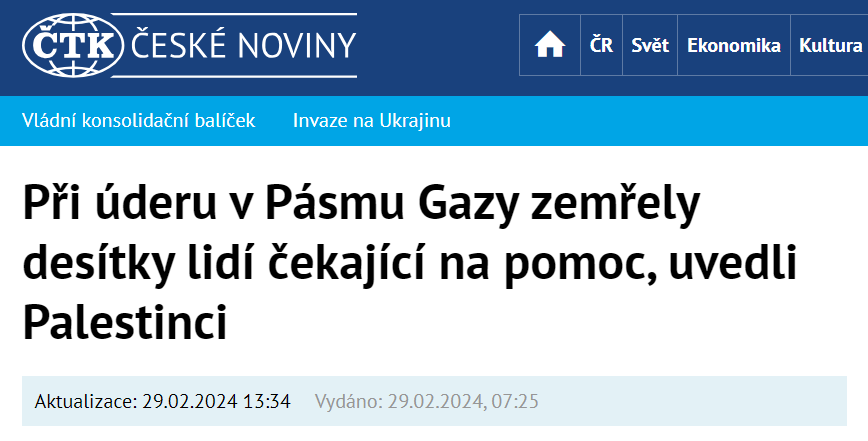 ČTK ČESKÉ NOVINY
ČR Svět Ekonomika Kultura
Vládní konsolidační balíček Invaze na Ukrajinu
Při úderu v Pásmu Gazy zemřely
desítky lidí čekající na pomoc, uvedli
Palestinci
Aktualizace: 29.02.2024 13:34 Vydáno: 29.02.2024, 07:25